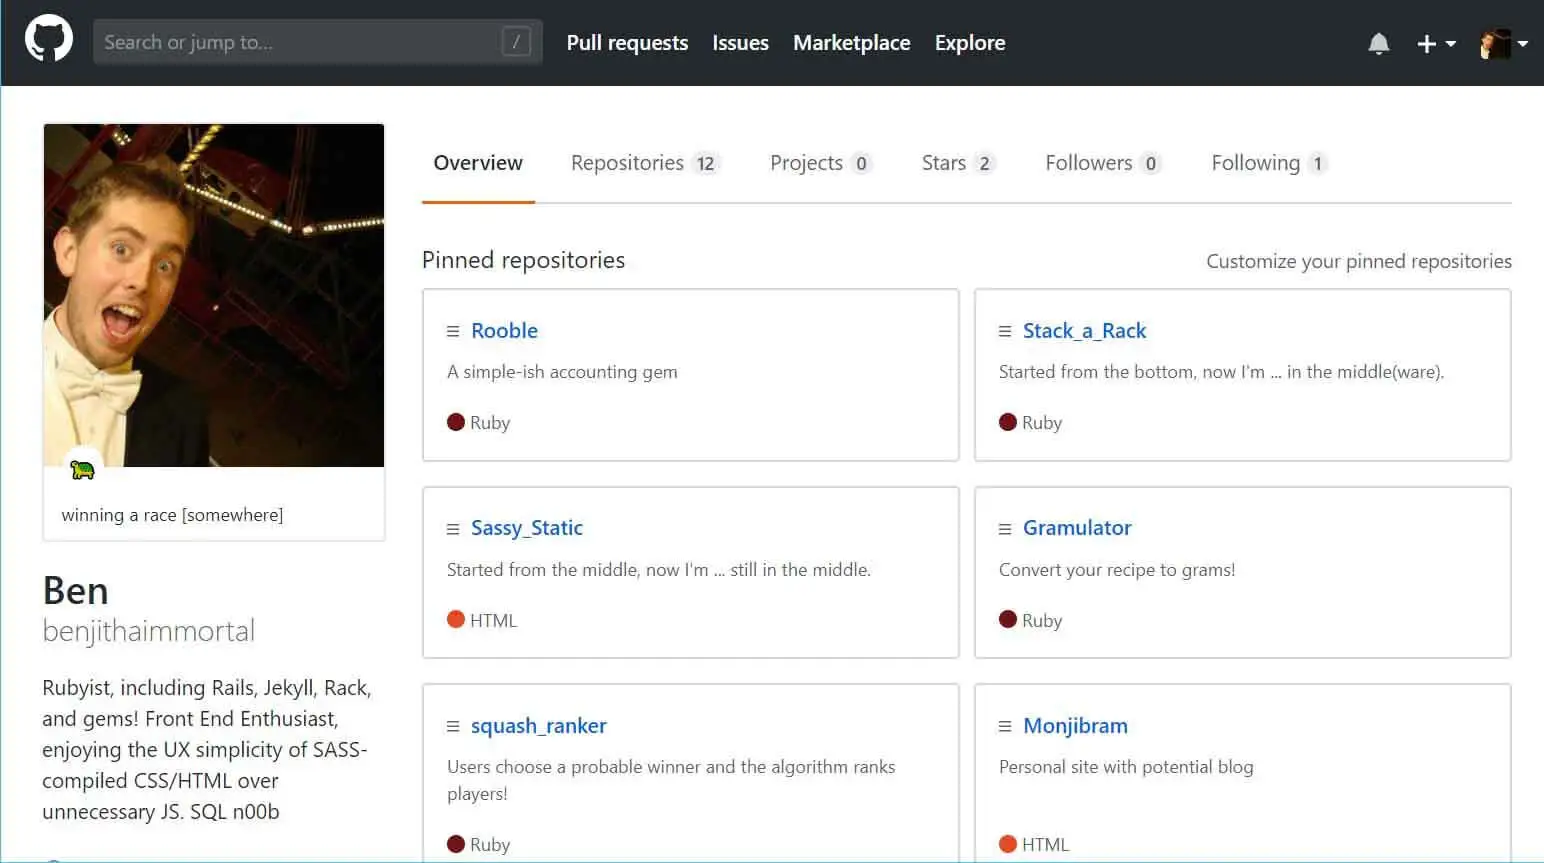 Search or jump to...
/
Pull requests
Issues
Marketplace
Explore
Overview
Repositories 12
Projects 0
Stars 2
Followers 0
Following 1
Pinned repositories
Customize your pinned repositories
Rooble
A simple-ish accounting gem
Ruby
Stack_a_Rack
Started from the bottom, now I'm ... in the middle(ware).
Ruby
Sassy_Static
Started from the middle, now I'm ... still in the middle.
HTML
Gramulator
Convert your recipe to grams!
Ruby
squash_ranker
Users choose a probable winner and the algorithm ranks
players!
Ruby
Monjibram
Personal site with potential blog
HTML
winning a race [somewhere]
Ben
benjithaimmortal
Rubyist, including Rails, Jekyll, Rack,
and gems! Front End Enthusiast,
enjoying the UX simplicity of SASS-
compiled CSS/HTML over
unnecessary JS. SQL n00b